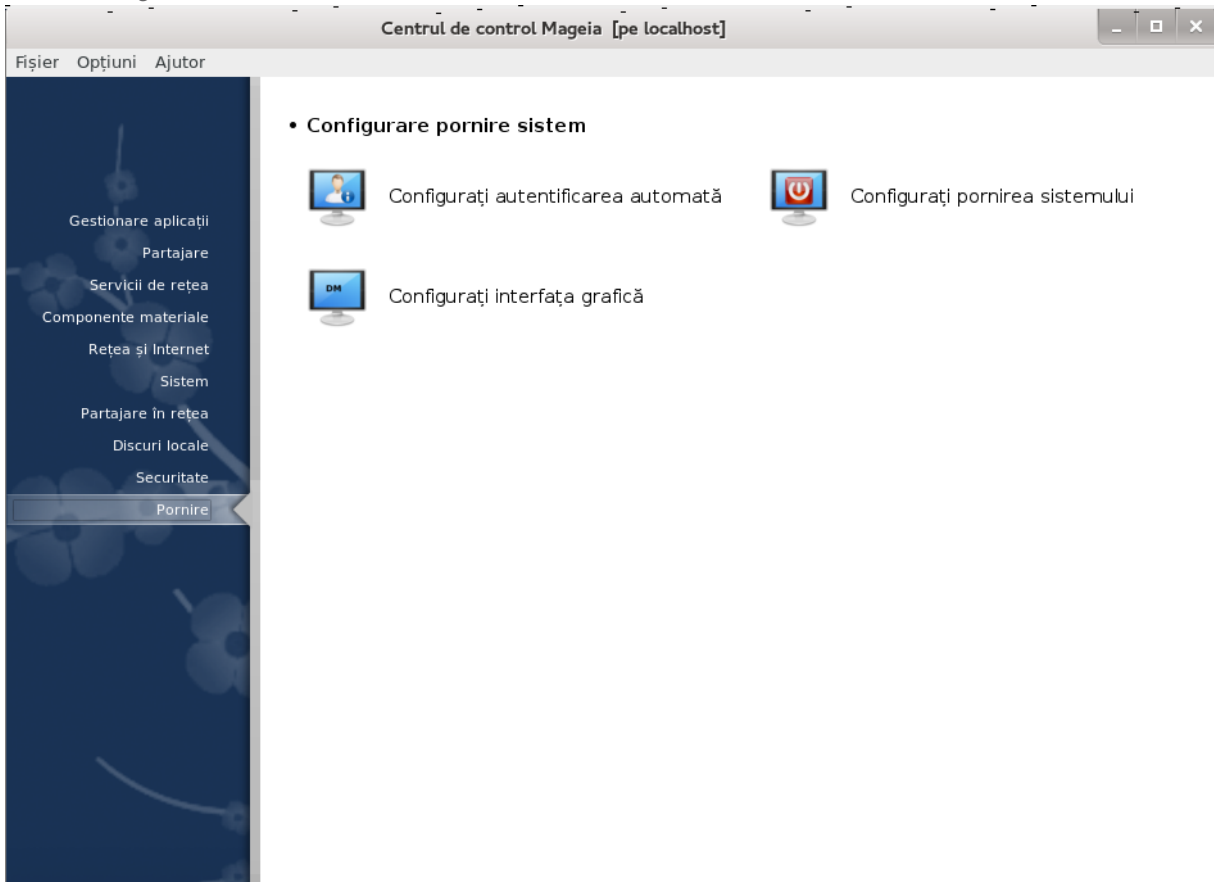 Centrul de control Mageia [pe localhost]
Fișier Opțiuni Ajutor
• Configurare pornire sistem
Configurați autentificarea automată
Configurați pornirea sistemului
DM
Configurați interfața grafică
Gestionare aplicații
Partajare
Servicii de rețea
Componente materiale
Rețea și Internet
Sistem
Partajare în rețea
Discuri locale
Securitate
Pornire